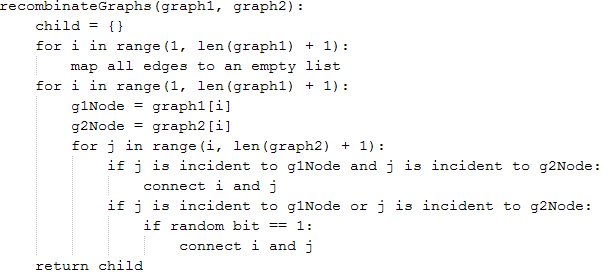 recombinateGraphs(graph1, graph2):
    child = {}
    for i in range(1, len(graph1) + 1):
        map all edges to an empty list
    for i in range(1, len(graph1) + 1):
        g1Node = graph1[i]
        g2Node = graph2[i]
        for j in range(i, len(graph2) + 1):
            if j is incident to g1Node and j is incident to g2Node:
                connect i and j
            if j is incident to g1Node or j is incident to g2Node:
                if random bit == 1:
                    connect i and j
    return child